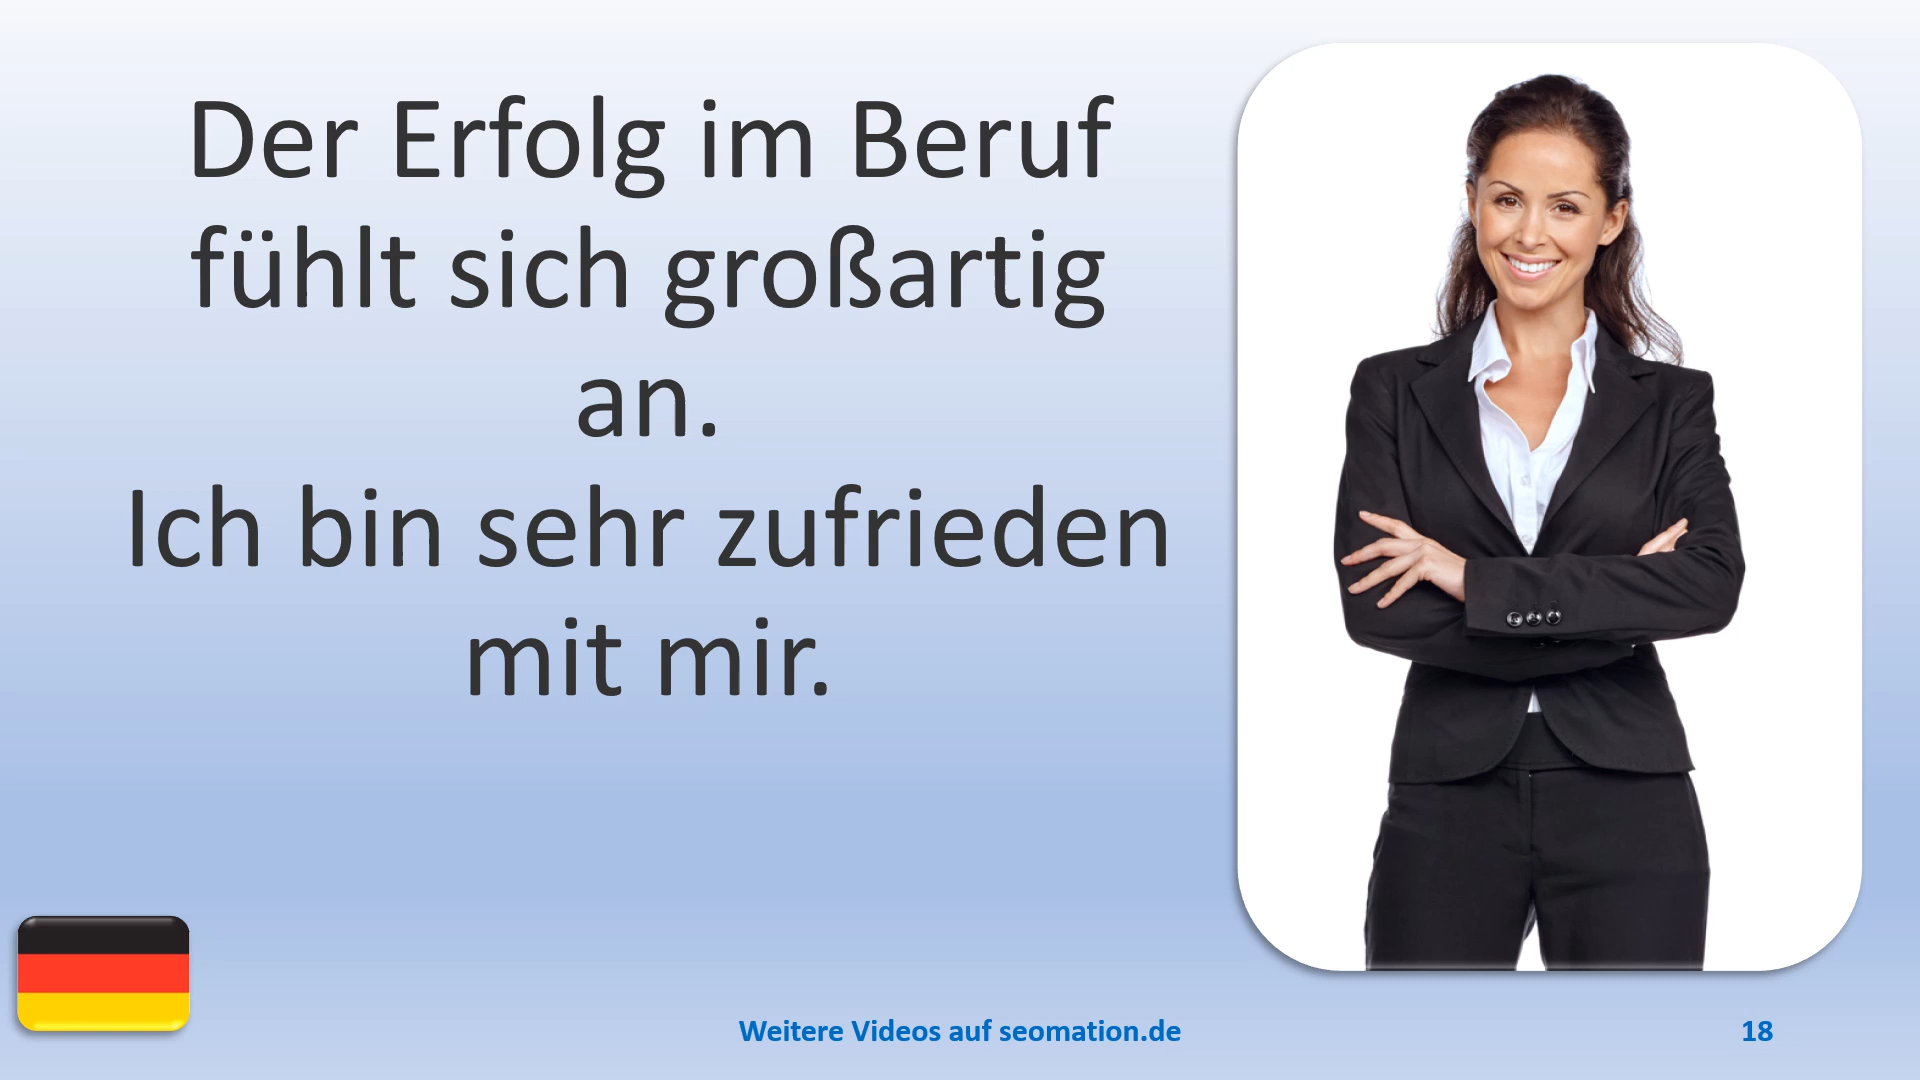 Der Erfolg im Beruf
fühlt sich großartig
an.
Ich bin sehr zufrieden
mit mir.
Weitere Videos auf seomation.de
18